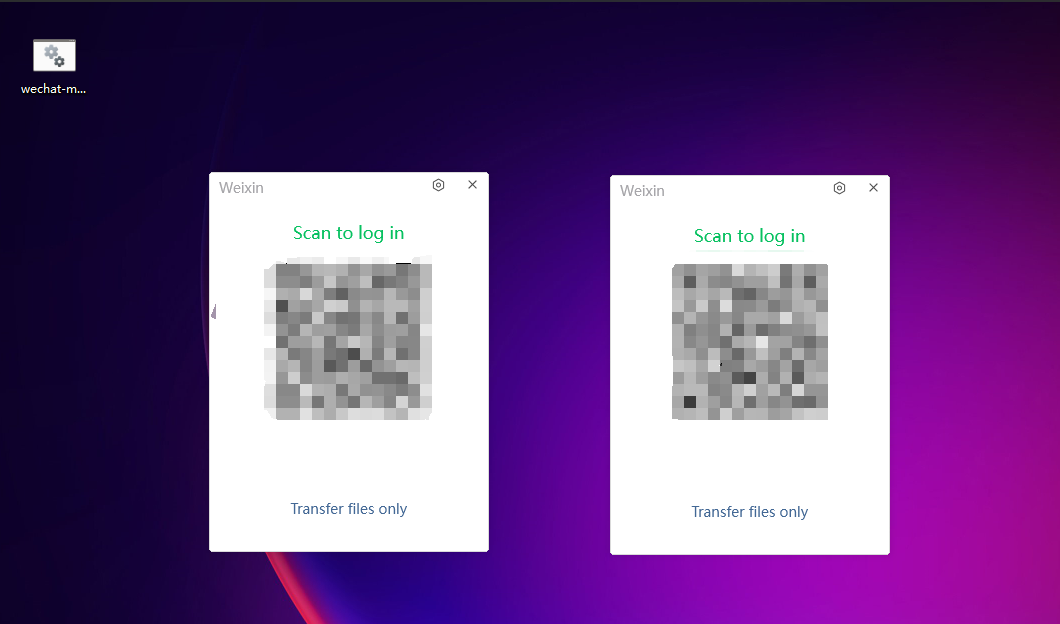 wechat-m...
Weixin
Scan to log in
Transfer files only
Weixin
Scan to log in
Transfer files only